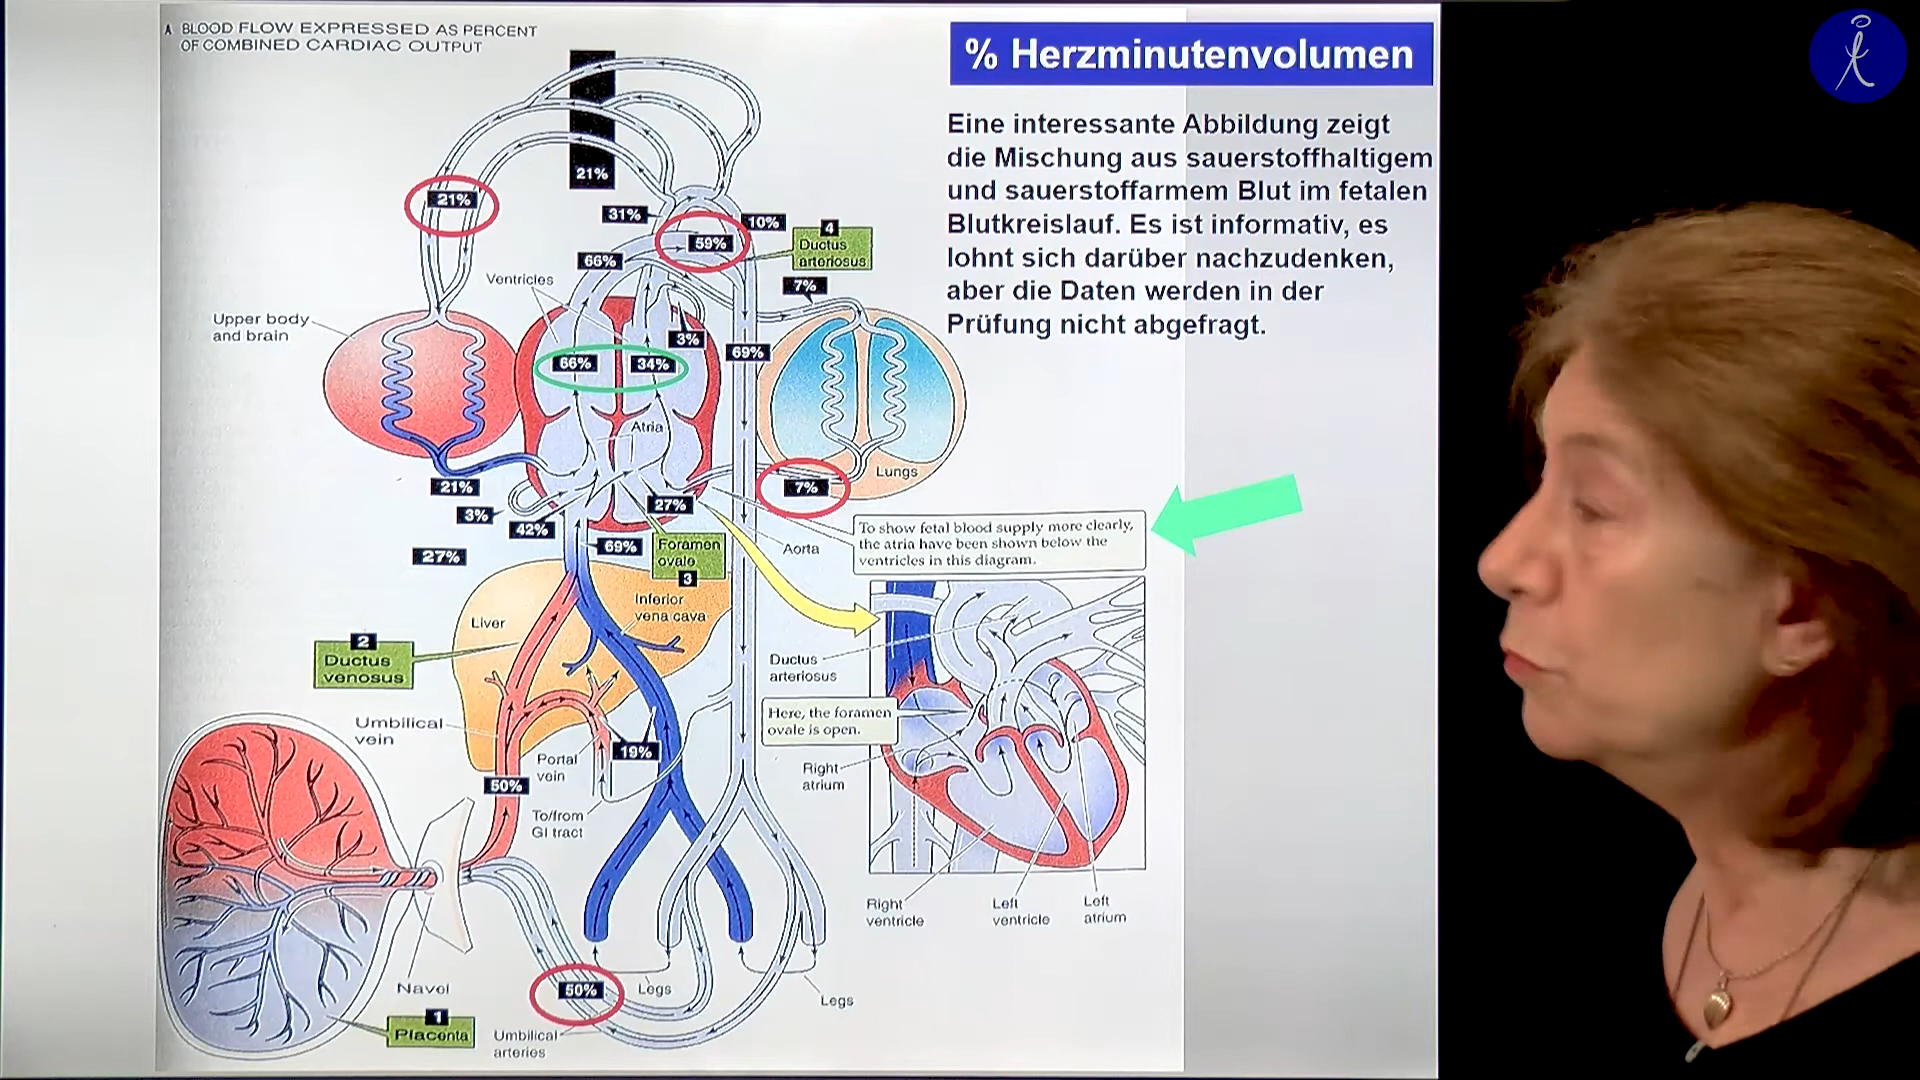 A BLOOD FLOW EXPRESSED AS PERCENT
OF COMBINED CARDIAC OUTPUT
% Herzminutenvolumen
Eine interessante Abbildung zeigt
die Mischung aus sauerstoffhaltigem
und sauerstoffarmem Blut im fetalen
Blutkreislauf. Es ist informativ, es
lohnt sich darüber nachzudenken,
aber die Daten werden in der
Prüfung nicht abgefragt.
21%
21%
31%
10%
4
59%
Ductus
arteriosus
66%
Ventricles
7%
Upper body
and brain
3%
69%
66%
34%
Atria
Lungs
21%
7%
3%
27%
42%
To show fetal blood supply more clearly,
the atria have been shown below the
ventricles in this diagram.
69%
Foramen
ovale
3
Aorta
27%
Inferior
vena cava
Liver
2
Ductus
venosus
Ductus
arteriosus
Umbilical
vein
Here, the foramen
ovale is open.
19%
Portal
vein
50%
Right
atrium
To/from
GI tract
Right
ventricle
Left
ventricle
Left
atrium
Navel
50%
Legs
Legs
1
Placenta
Umbilical
arteries